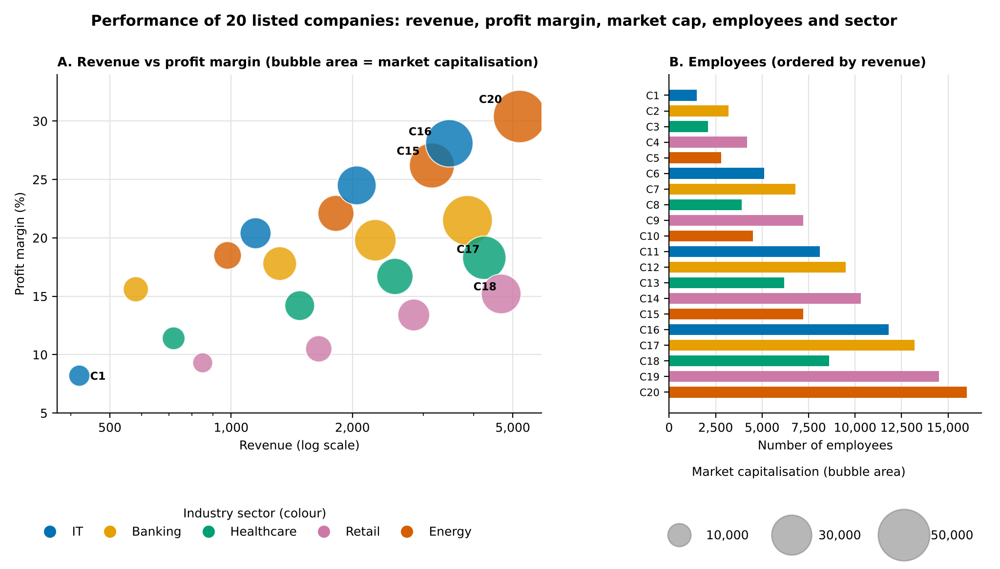 Performance of 20 listed companies: revenue, profit margin, market cap, employees and sector
A. Revenue vs profit margin (bubble area = market capitalisation)
C20
C16
C15
C17
C18
C1
30
25
20
15
10
5
Profit margin (%)
500 1,000 2,000 5,000
Revenue (log scale)
B. Employees (ordered by revenue)
C1
C2
C3
C4
C5
C6
C7
C8
C9
C10
C11
C12
C13
C14
C15
C16
C17
C18
C19
C20
0 2,500 5,000 7,500 10,000 12,500 15,000
Number of employees
Industry sector (colour)
IT Banking Healthcare Retail Energy
Market capitalisation (bubble area)
10,000 30,000 50,000